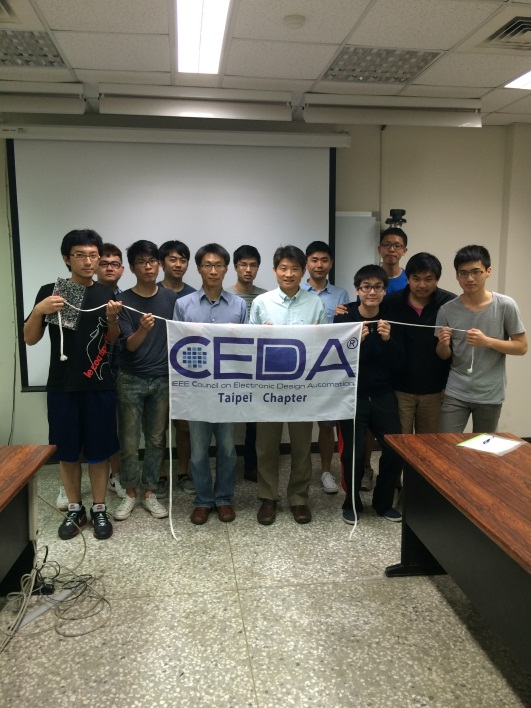 CEDA®
IEEE Council on Electronic Design Automation
Taipei Chapter